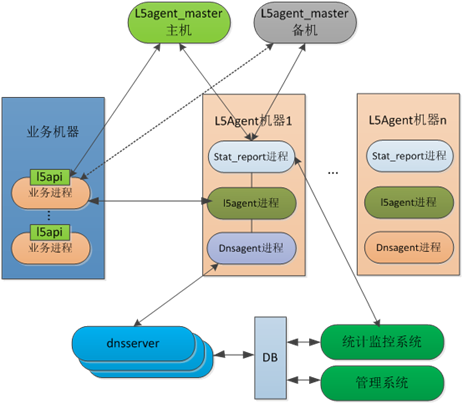 L5agent_master
主机
L5agent_master
备机
业务机器
l5api
业务进程
l5api
业务进程
L5Agent机器1
Stat_report进程
l5agent进程
Dnsagent进程
...
L5Agent机器n
Stat_report进程
l5agent进程
Dnsagent进程
dnsserver
DB
统计监控系统
管理系统